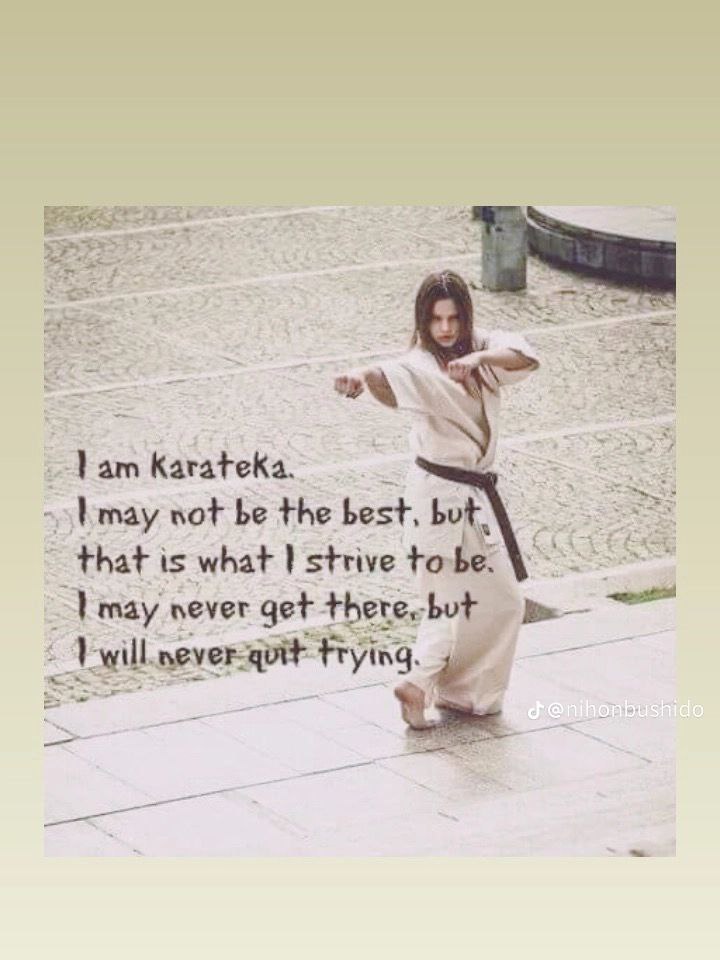 I am karateka.
I may not be the best, but
that is what I strive to be.
I may never get there, but
I will never quit trying.
@nihonbushido